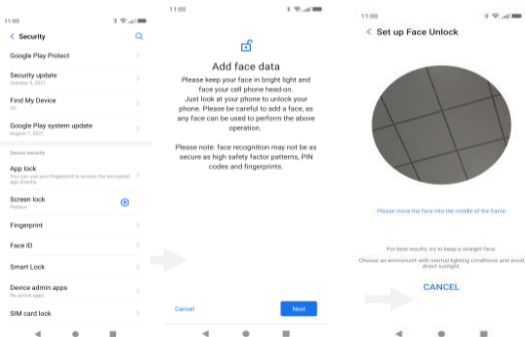 11:00
Security
Google Play Protect
Security update
October 5, 2021
Find My Device
On
Google Play system update
August 1, 2021
Device security
App lock
You can use your fingerprint to access the encrypted
app directly
Screen lock
Pattern
Fingerprint
Face ID
Smart Lock
Device admin apps
No active apps
SIM card lock
11:00
Add face data
Please keep your face in bright light and
face your cell phone head-on.
Just look at your phone to unlock your
phone. Please be careful to add a face, as
any face can be used to perform the above
operation.
Please note: face recognition may not be as
secure as high safety factor patterns, PIN
codes and fingerprints.
Cancel
Next
11:00
Set up Face Unlock
Please move the face into the middle of the frame
For best results, try to keep a straight face.
Choose an enviroment with normal lighting conditions and avoid
direct sunlight.
CANCEL